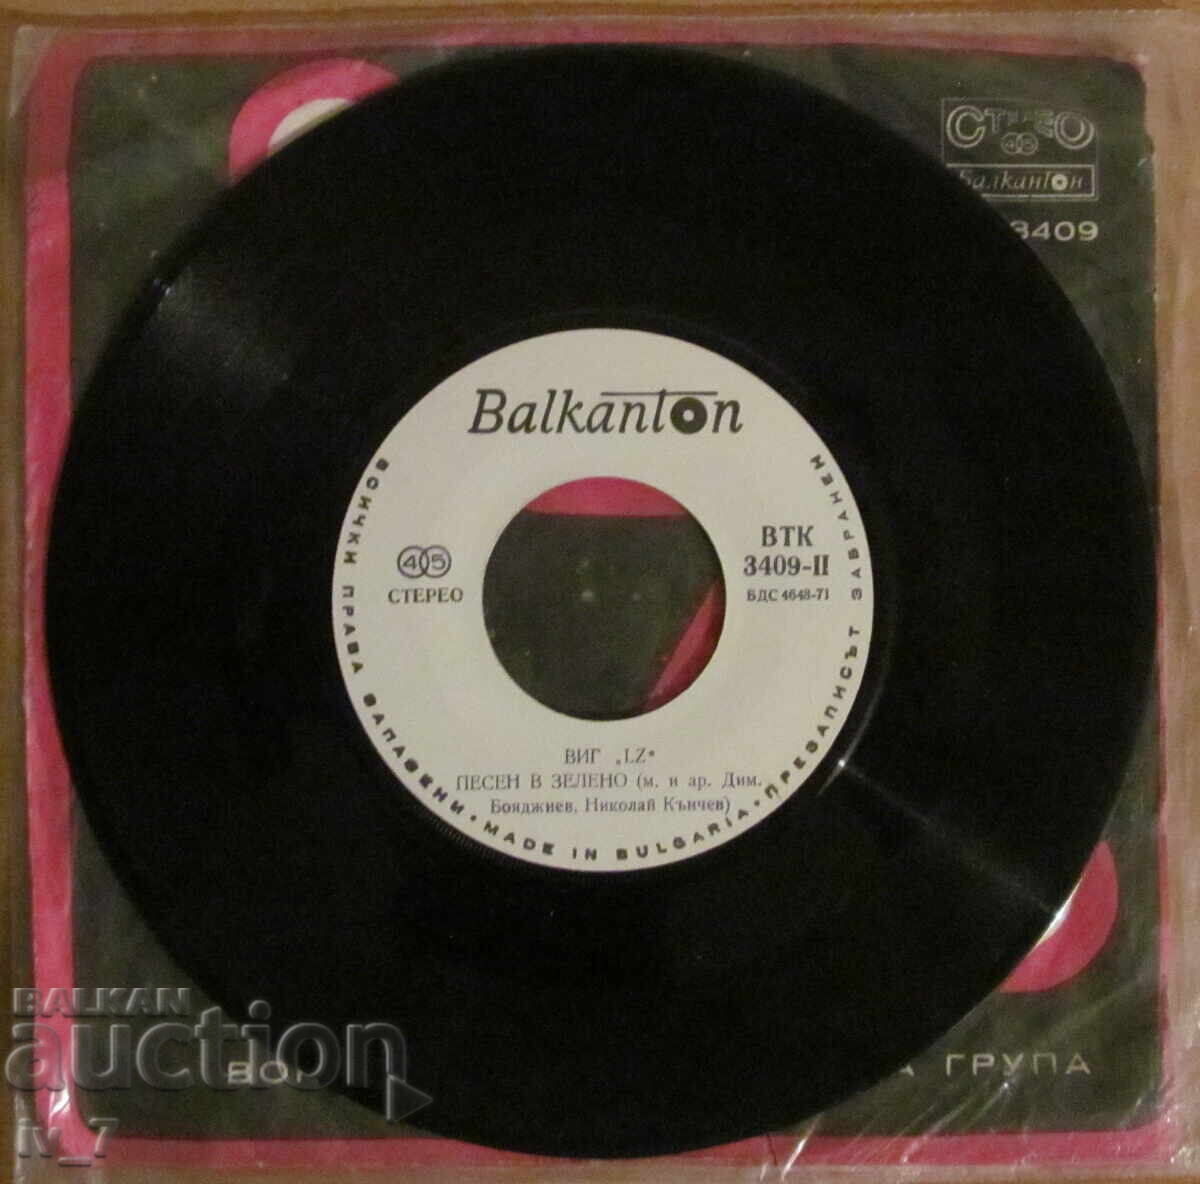 СТЕРЕО
45
Балкантон
3409
Balkanton
ВСИЧКИ ПРАВА ЗАПАЗЕНИ • MADE IN BULGARIA • ПРЕЗАПИСЪТ ЗАБРАНЕН
45
СТЕРЕО
ВТК
3409-II
БДС 4648-71
ВИГ „LZ“
ПЕСЕН В ЗЕЛЕНО (м. и ар. Дим.
Бояджиев, Николай Кънчев)
ГРУПА
BALKAN
auction
iv_7